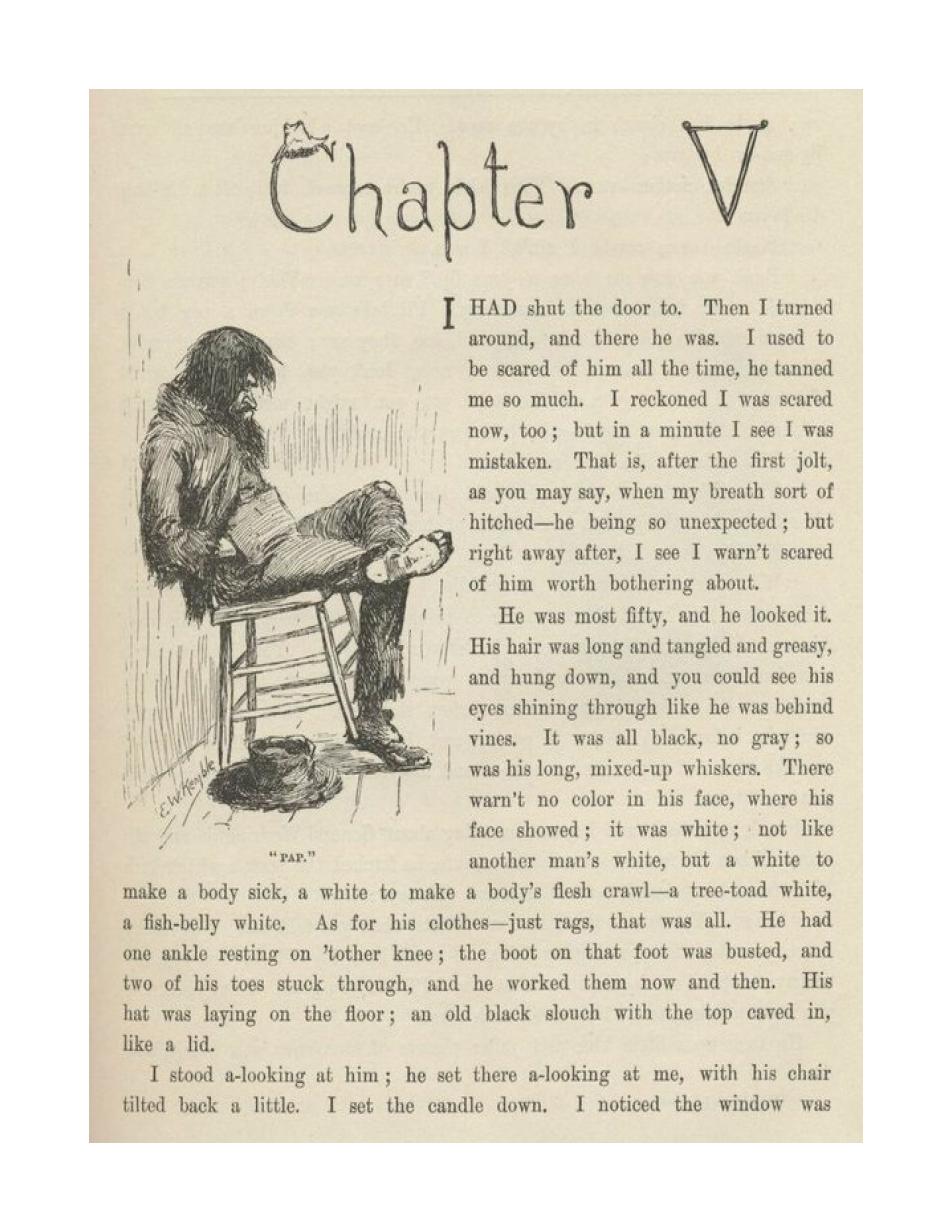 Chapter V
I HAD shut the door to. Then I turned
around, and there he was. I used to
be scared of him all the time, he tanned
me so much. I reckoned I was scared
now, too; but in a minute I see I was
mistaken. That is, after the first jolt,
as you may say, when my breath sort of
hitched—he being so unexpected; but
right away after, I see I warn't scared
of him worth bothering about.
He was most fifty, and he looked it.
His hair was long and tangled and greasy,
and hung down, and you could see his
eyes shining through like he was behind
vines. It was all black, no gray; so
was his long, mixed-up whiskers. There
warn't no color in his face, where his
face showed; it was white; not like
another man's white, but a white to
E.W. Kemble
"PAP."
make a body sick, a white to make a body's flesh crawl—a tree-toad white,
a fish-belly white. As for his clothes—just rags, that was all. He had
one ankle resting on 'tother knee; the boot on that foot was busted, and
two of his toes stuck through, and he worked them now and then. His
hat was laying on the floor; an old black slouch with the top caved in,
like a lid.
I stood a-looking at him; he set there a-looking at me, with his chair
tilted back a little. I set the candle down. I noticed the window was